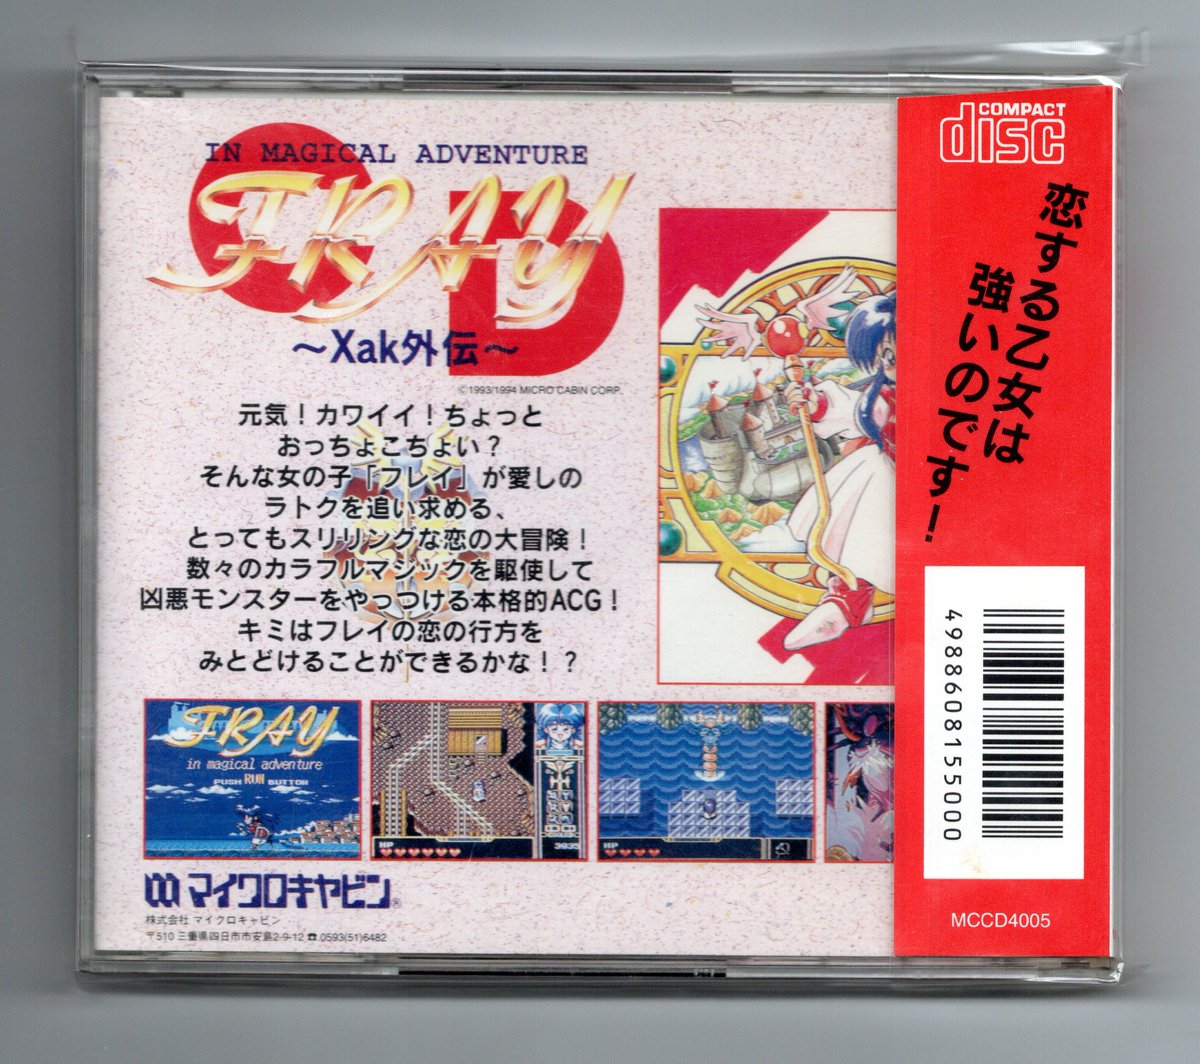 IN MAGICAL ADVENTURE
FRAY
CD
～Xak外伝～
©1993/1994 MICRO CABIN CORP.
元気！カワイイ！ちょっと
おっちょこちょい？
そんな女の子「フレイ」が愛しの
ラトクを追い求める、
とってもスリリングな恋の大冒険！
数々のカラフルマジックを駆使して
凶悪モンスターをやっつける本格的ACG！
キミはフレイの恋の行方を
みとどけることができるかな！？
FRAY
in magical adventure
PUSH RUN BUTTON
HP
3035
HP
マイクロキャビン®
株式会社 マイクロキャビン
〒510 三重県四日市市安島2-9-12 ☎.0593(51)6482
COMPACT
disc
恋する乙女は
強いのです！
4988608155000
MCCD4005